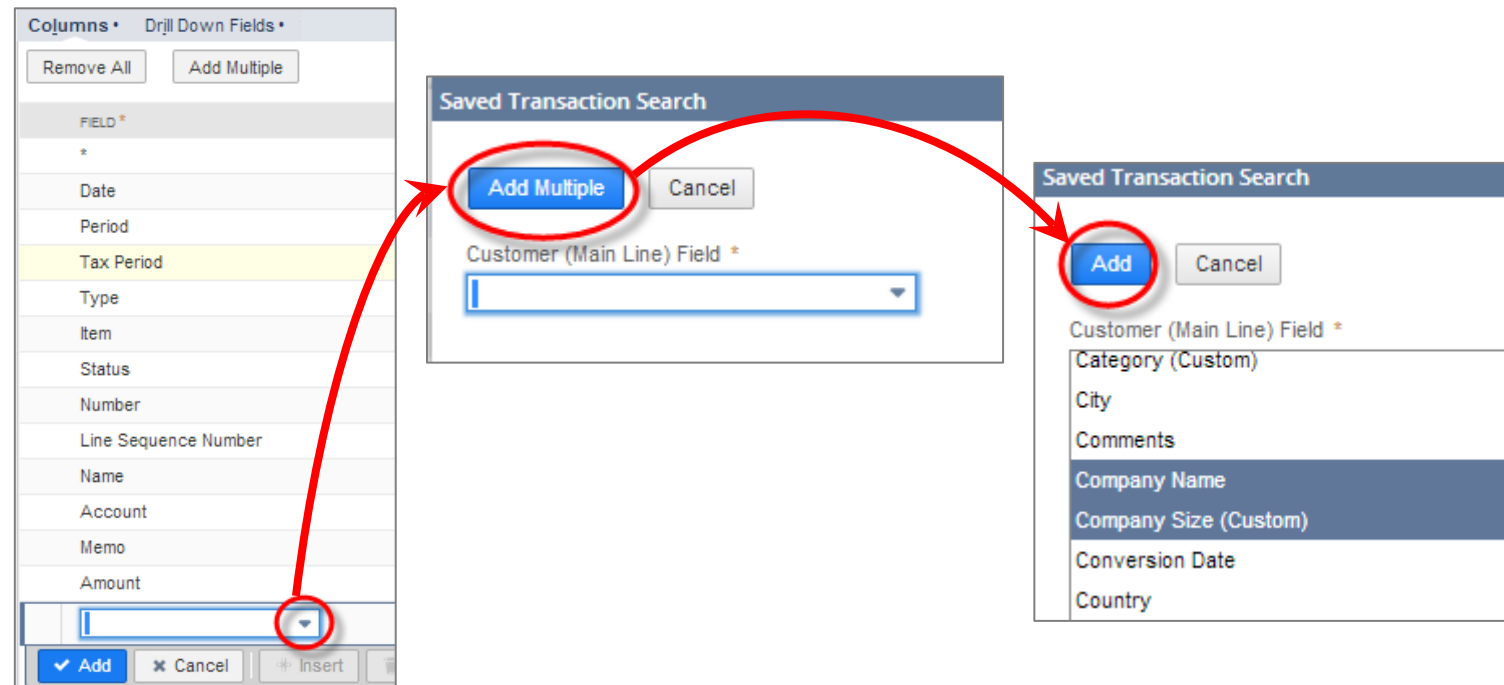 Columns • Drill Down Fields •
Remove All Add Multiple
FIELD *
*
Date
Period
Tax Period
Type
Item
Status
Number
Line Sequence Number
Name
Account
Memo
Amount
Add Cancel Insert
Saved Transaction Search
Add Multiple Cancel
Customer (Main Line) Field *
Saved Transaction Search
Add Cancel
Customer (Main Line) Field *
Category (Custom)
City
Comments
Company Name
Company Size (Custom)
Conversion Date
Country